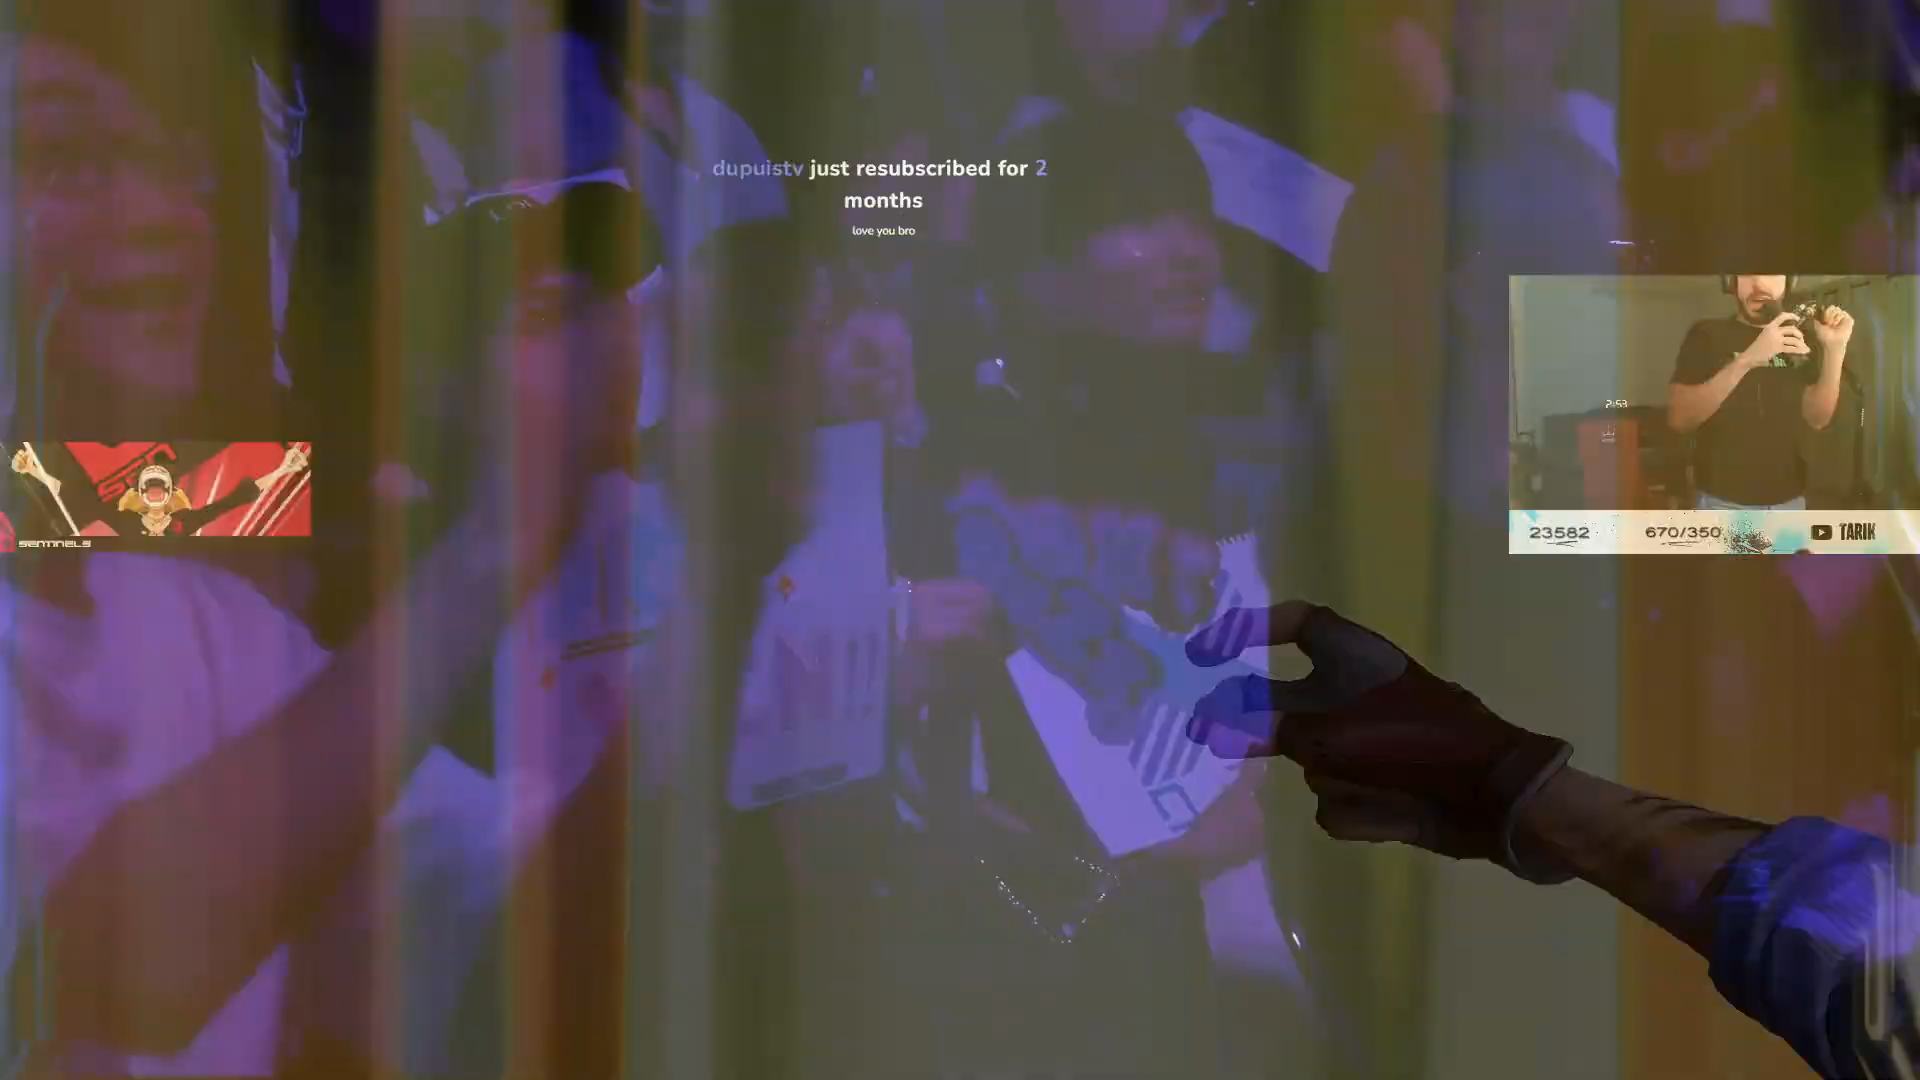 dupuistv just resubscribed for 2
months
love you bro
2:53
SENTINELS
23582 670/350 TARIK